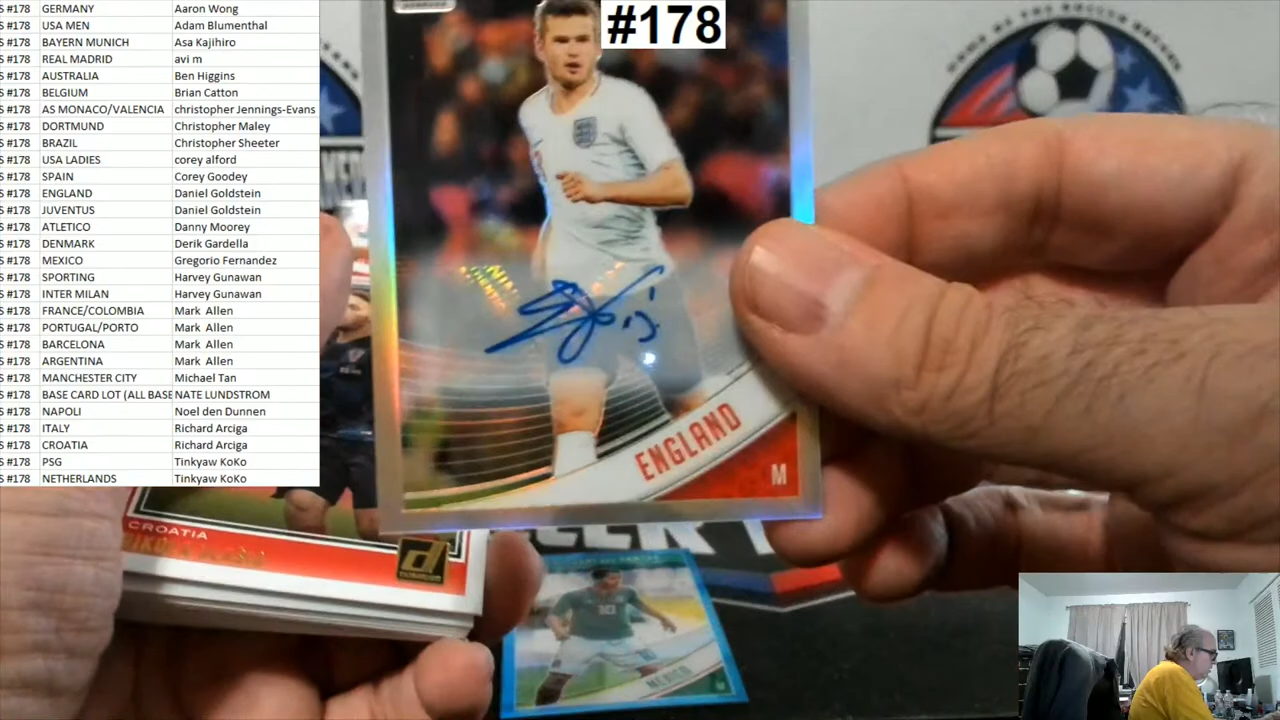 #178
S #178 GERMANY Aaron Wong
S #178 USA MEN Adam Blumenthal
S #178 BAYERN MUNICH Asa Kajihiro
S #178 REAL MADRID avi m
S #178 AUSTRALIA Ben Higgins
S #178 BELGIUM Brian Catton
S #178 AS MONACO/VALENCIA christopher Jennings-Evans
S #178 DORTMUND Christopher Maley
S #178 BRAZIL Christopher Sheeter
S #178 USA LADIES corey alford
S #178 SPAIN Corey Goodey
S #178 ENGLAND Daniel Goldstein
S #178 JUVENTUS Daniel Goldstein
S #178 ATLETICO Danny Moorey
S #178 DENMARK Derik Gardella
S #178 MEXICO Gregorio Fernandez
S #178 SPORTING Harvey Gunawan
S #178 INTER MILAN Harvey Gunawan
S #178 FRANCE/COLOMBIA Mark Allen
S #178 PORTUGAL/PORTO Mark Allen
S #178 BARCELONA Mark Allen
S #178 ARGENTINA Mark Allen
S #178 MANCHESTER CITY Michael Tan
S #178 BASE CARD LOT (ALL BASE NATE LUNDSTROM
S #178 NAPOLI Noel den Dunnen
S #178 ITALY Richard Arciga
S #178 CROATIA Richard Arciga
S #178 PSG Tinkyaw KoKo
S #178 NETHERLANDS Tinkyaw KoKo
ENGLAND
M
CROATIA
MEXICO
10